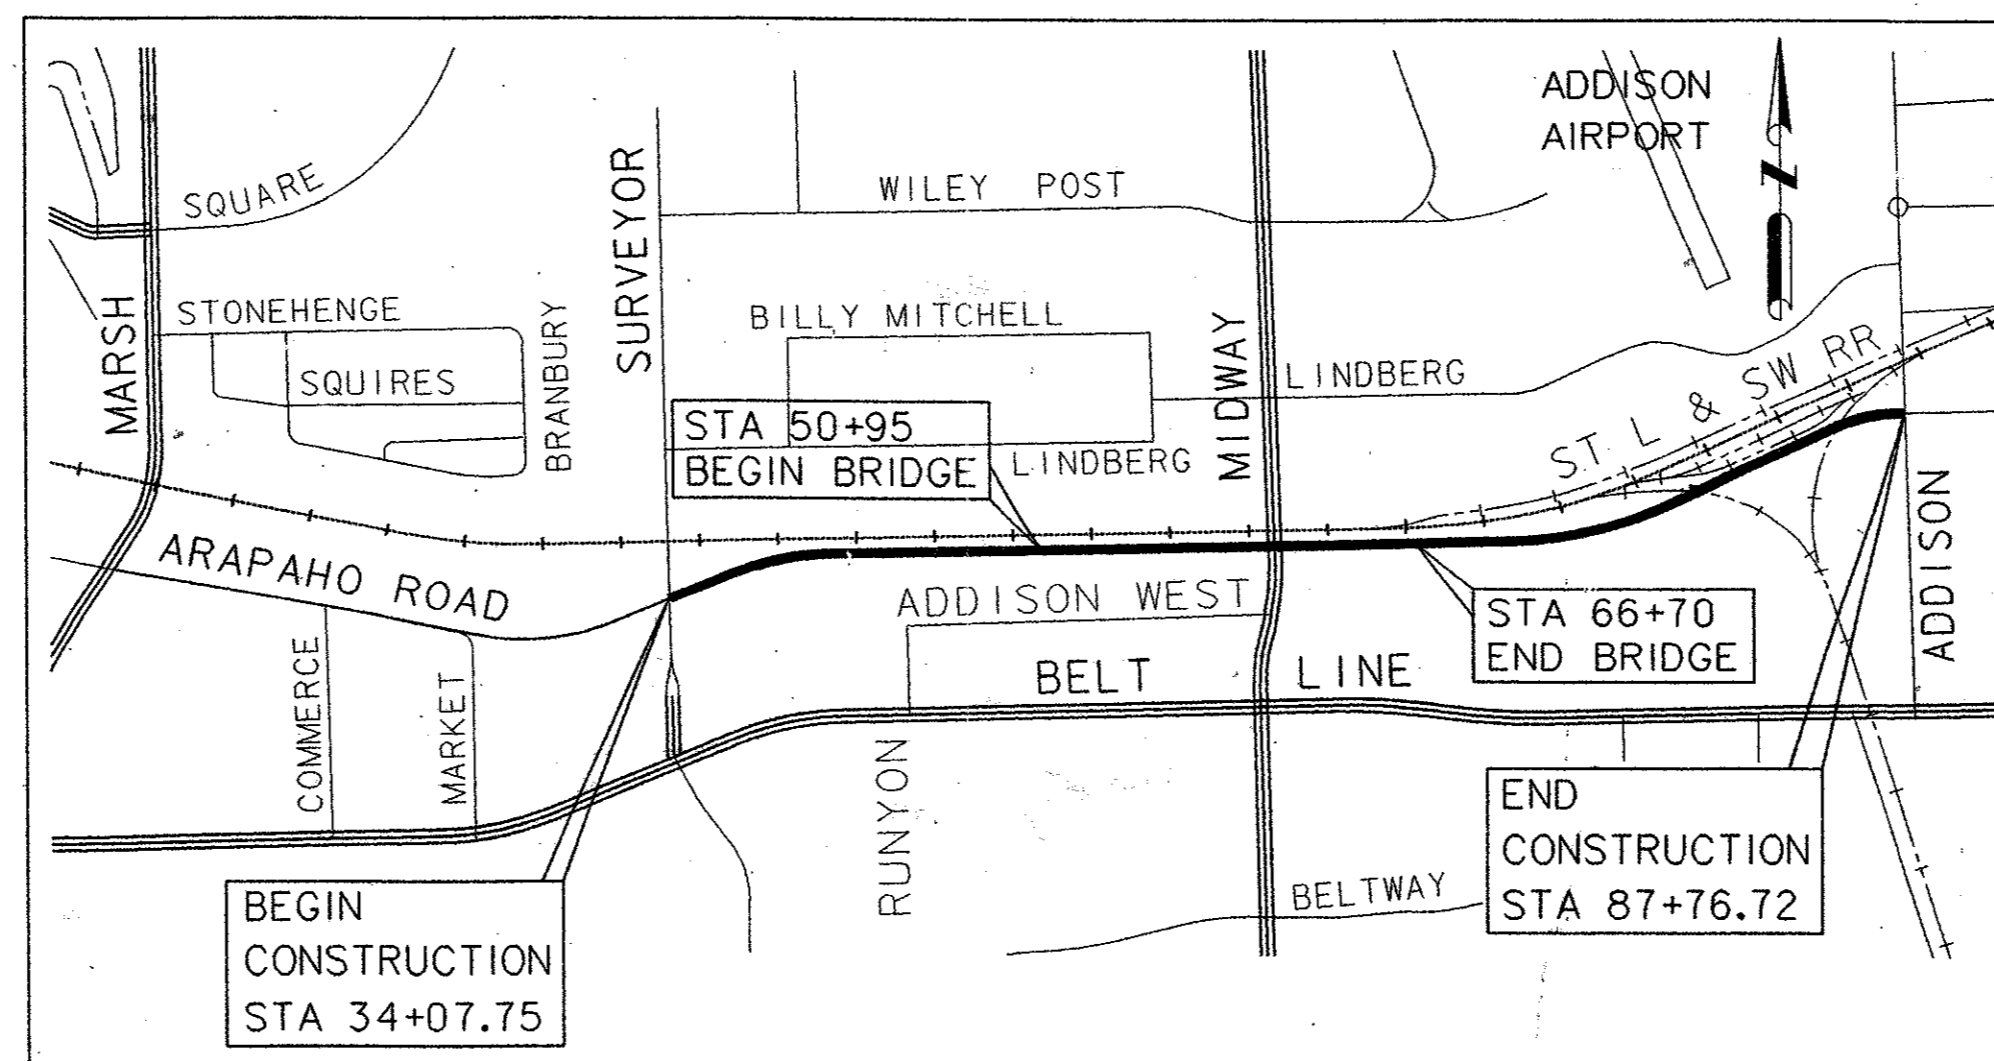 ADDISON
AIRPORT
N
SQUARE
WILEY POST
SURVEYOR
MARSH
STONEHENGE
SQUIRES
BRANBURY
BILLY MITCHELL
MIDWAY
LINDBERG
ST. L & SW RR
STA 50+95
BEGIN BRIDGE
LINDBERG
ARAPAHO ROAD
ADDISON WEST
ADDISON
STA 66+70
END BRIDGE
BELT LINE
COMMERCE
MARKET
RUNYON
BELTWAY
END
CONSTRUCTION
STA 87+76.72
BEGIN
CONSTRUCTION
STA 34+07.75